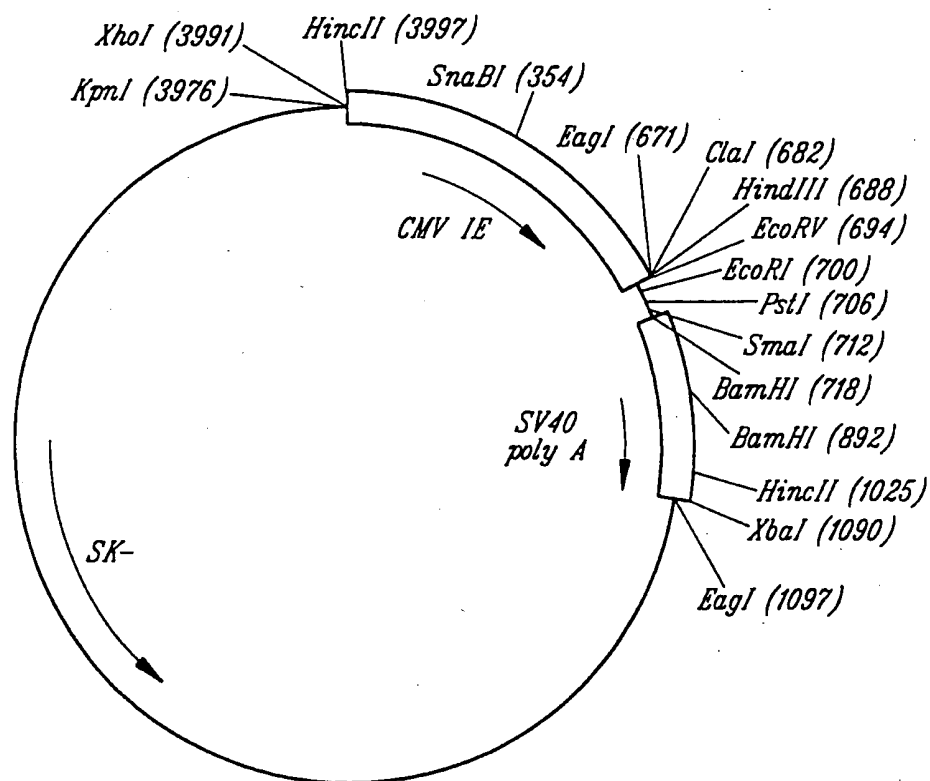 XhoI (3991)
HincII (3997)
KpnI (3976)
SnaBI (354)
EagI (671)
ClaI (682)
HindIII (688)
EcoRV (694)
EcoRI (700)
PstI (706)
SmaI (712)
BamHI (718)
BamHI (892)
HincII (1025)
XbaI (1090)
EagI (1097)
CMV IE
SV40
poly A
SK-